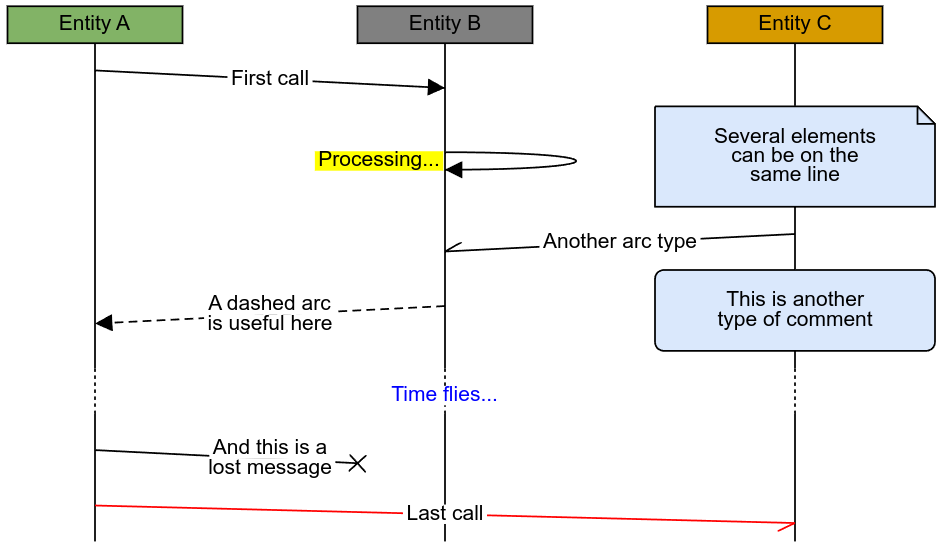 Entity A
Entity B
Entity C
First call
Several elements
can be on the
same line
Processing...
Another arc type
A dashed arc
is useful here
This is another
type of comment
Time flies...
And this is a
lost message
Last call